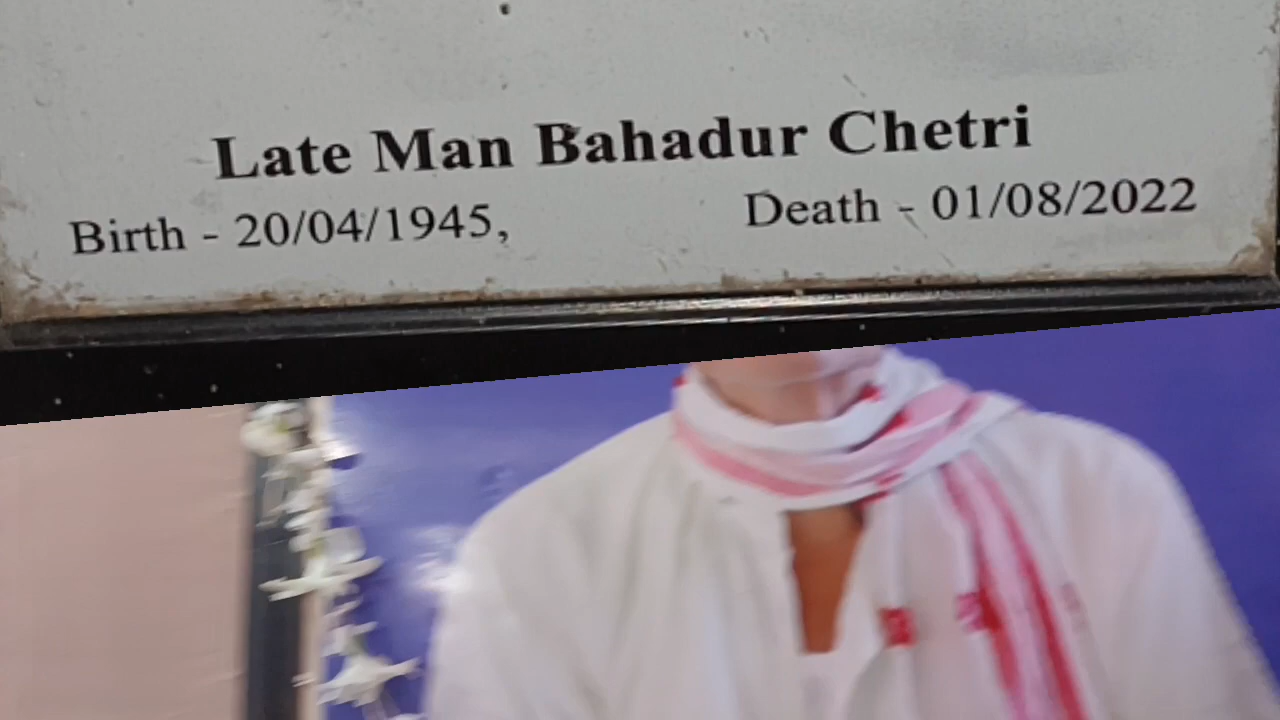 Late Man Bahadur Chetri
Birth - 20/04/1945, Death - 01/08/2022